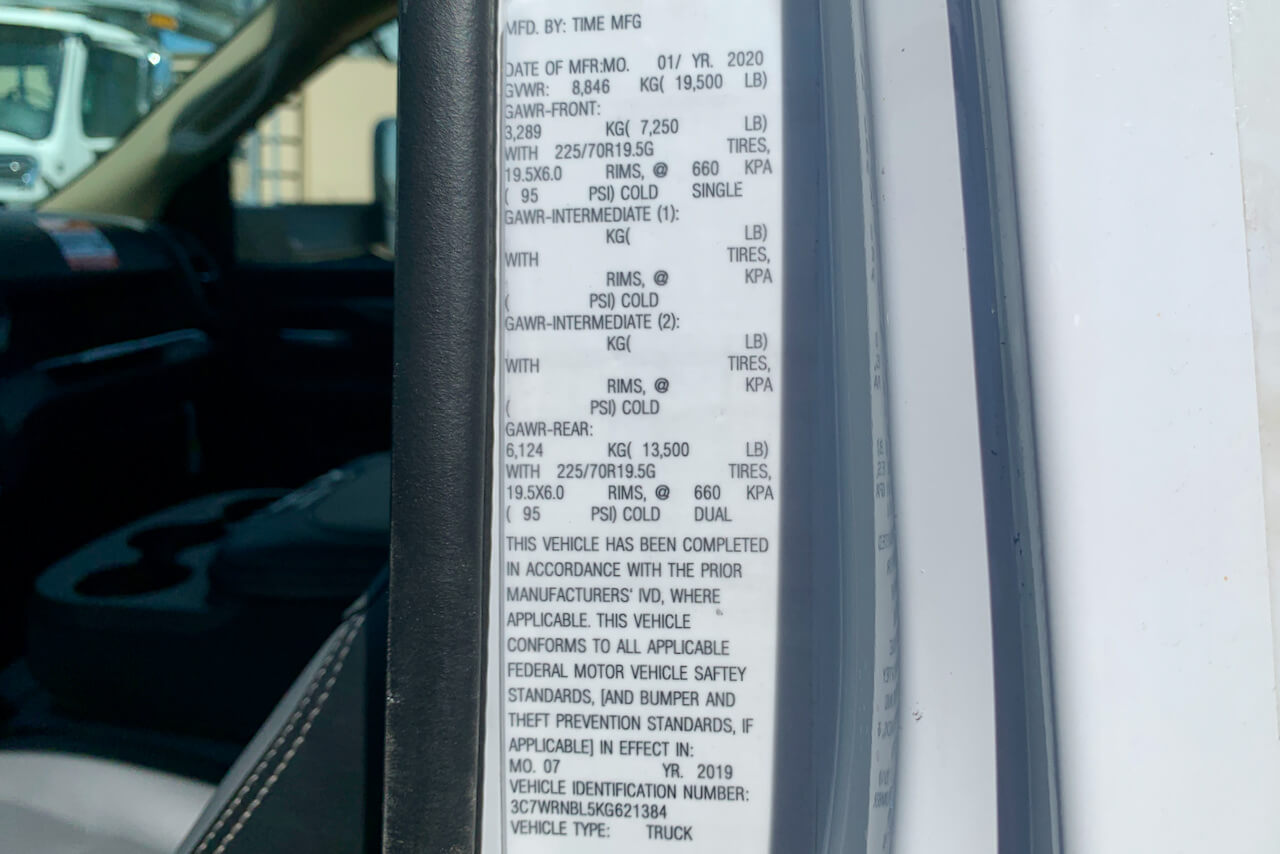 MFD. BY: TIME MFG
DATE OF MFR:MO. 01/ YR. 2020
GVWR: 8,846 KG( 19,500 LB)
GAWR-FRONT:
3,289 KG( 7,250 LB)
WITH 225/70R19.5G TIRES,
19.5X6.0 RIMS, @ 660 KPA
( 95 PSI) COLD SINGLE
GAWR-INTERMEDIATE (1):
KG( LB)
WITH TIRES,
RIMS, @ KPA
( PSI) COLD
GAWR-INTERMEDIATE (2):
KG( LB)
WITH TIRES,
RIMS, @ KPA
( PSI) COLD
GAWR-REAR:
6,124 KG( 13,500 LB)
WITH 225/70R19.5G TIRES,
19.5X6.0 RIMS, @ 660 KPA
( 95 PSI) COLD DUAL
THIS VEHICLE HAS BEEN COMPLETED
IN ACCORDANCE WITH THE PRIOR
MANUFACTURERS' IVD, WHERE
APPLICABLE. THIS VEHICLE
CONFORMS TO ALL APPLICABLE
FEDERAL MOTOR VEHICLE SAFTEY
STANDARDS, [AND BUMPER AND
THEFT PREVENTION STANDARDS, IF
APPLICABLE] IN EFFECT IN:
MO. 07 YR. 2019
VEHICLE IDENTIFICATION NUMBER:
3C7WRNBL5KG621384
VEHICLE TYPE: TRUCK